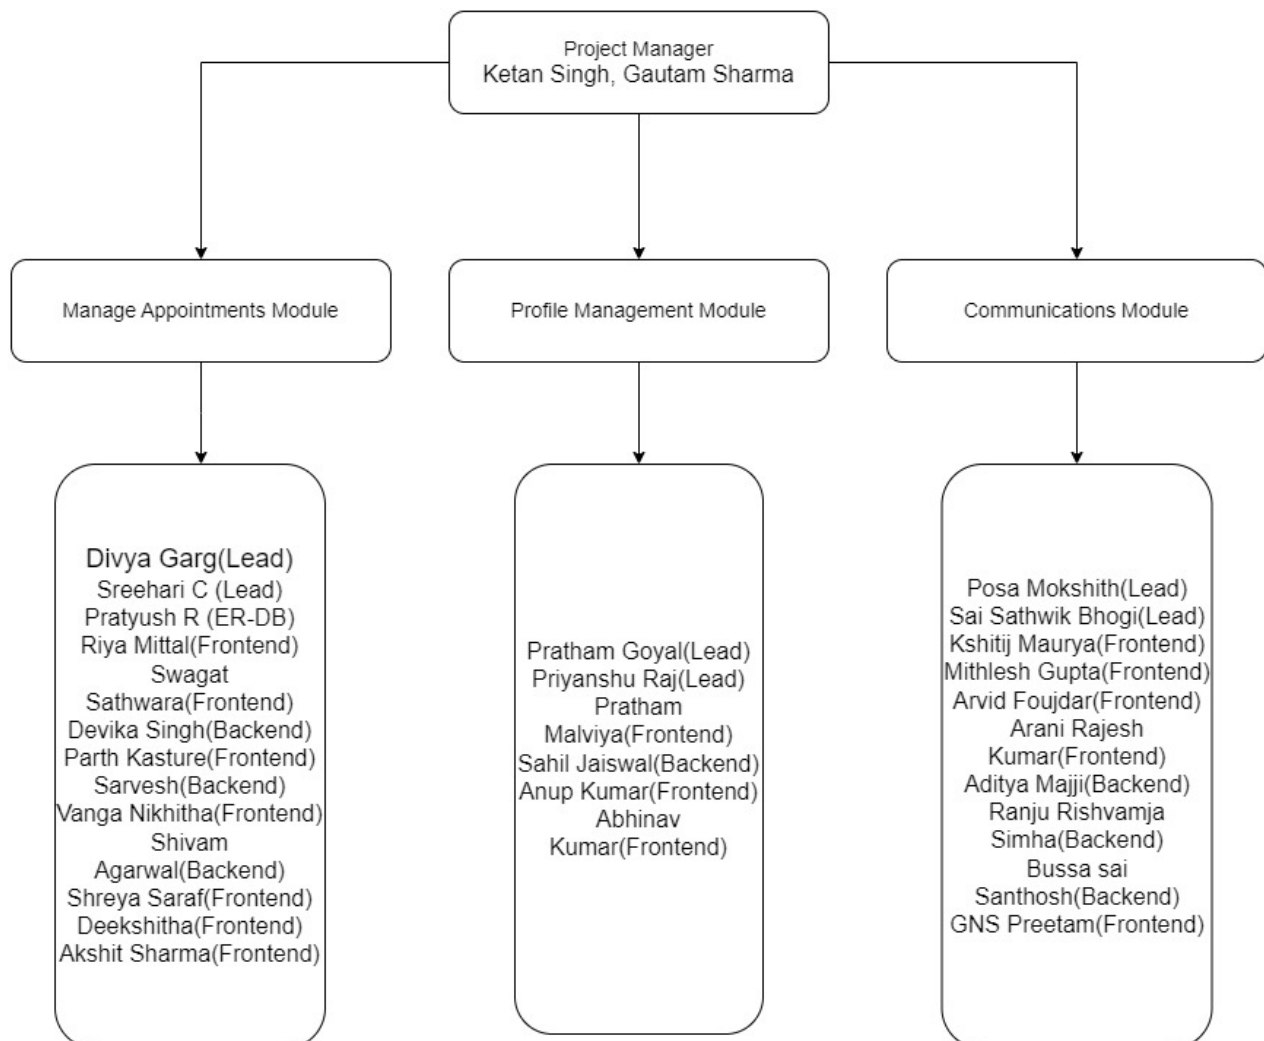 Project Manager
Ketan Singh, Gautam Sharma
Manage Appointments Module
Profile Management Module
Communications Module
Divya Garg(Lead)
Sreehari C (Lead)
Pratyush R (ER-DB)
Riya Mittal(Frontend)
Swagat
Sathwara(Frontend)
Devika Singh(Backend)
Parth Kasture(Frontend)
Sarvesh(Backend)
Vanga Nikhitha(Frontend)
Shivam
Agarwal(Backend)
Shreya Saraf(Frontend)
Deekshitha(Frontend)
Akshit Sharma(Frontend)
Pratham Goyal(Lead)
Priyanshu Raj(Lead)
Pratham
Malviya(Frontend)
Sahil Jaiswal(Backend)
Anup Kumar(Frontend)
Abhinav
Kumar(Frontend)
Posa Mokshith(Lead)
Sai Sathwik Bhogi(Lead)
Kshitij Maurya(Frontend)
Mithlesh Gupta(Frontend)
Arvid Foujdar(Frontend)
Arani Rajesh
Kumar(Frontend)
Aditya Majji(Backend)
Ranju Rishvamja
Simha(Backend)
Bussa sai
Santhosh(Backend)
GNS Preetam(Frontend)